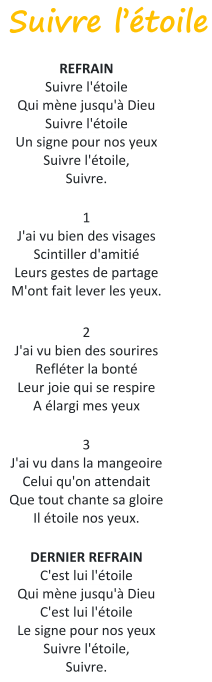 Suivre l’étoile
REFRAIN
Suivre l'étoile
Qui mène jusqu'à Dieu
Suivre l'étoile
Un signe pour nos yeux
Suivre l'étoile,
Suivre.
1
J'ai vu bien des visages
Scintiller d'amitié
Leurs gestes de partage
M'ont fait lever les yeux.
2
J'ai vu bien des sourires
Refléter la bonté
Leur joie qui se respire
A élargi mes yeux
3
J'ai vu dans la mangeoire
Celui qu'on attendait
Que tout chante sa gloire
Il étoile nos yeux.
DERNIER REFRAIN
C'est lui l'étoile
Qui mène jusqu'à Dieu
C'est lui l'étoile
Le signe pour nos yeux
Suivre l'étoile,
Suivre.